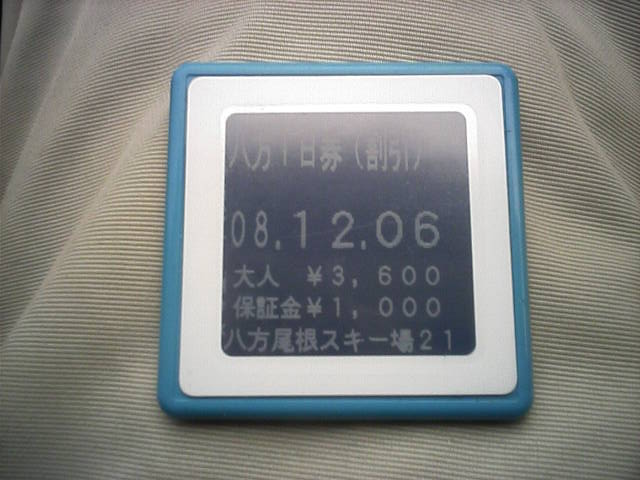 八方1日券(割引)
08.12.06
大人 ¥3,600
保証金¥1,000
八方尾根スキー場21